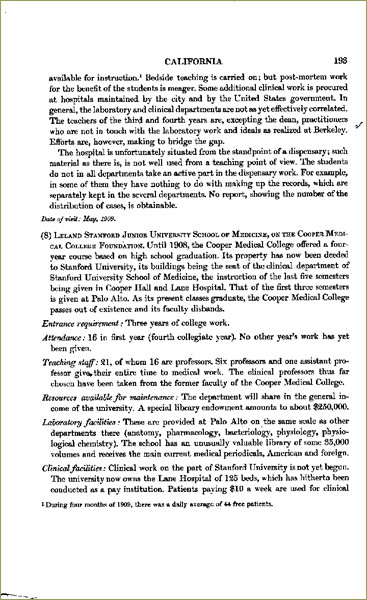 CALIFORNIA 193
available for instruction.¹ Bedside teaching is carried on; but post-mortem work
for the benefit of the students is meager. Some additional clinical work is procured
at hospitals maintained by the city and by the United States government. In
general, the laboratory and clinical departments are not as yet effectively correlated.
The teachers of the third and fourth years are, excepting the dean, practitioners
who are not in touch with the laboratory work and ideals as realized at Berkeley.
Efforts are, however, making to bridge the gap.
The hospital is unfortunately situated from the standpoint of a dispensary; such
material as there is, is not well used from a teaching point of view. The students
do not in all departments take an active part in the dispensary work. For example,
in some of them they have nothing to do with making up the records, which are
separately kept in the several departments. No report, showing the number of the
distribution of cases, is obtainable.
Date of visit: May, 1909.
(8) LELAND STANFORD JUNIOR UNIVERSITY SCHOOL OF MEDICINE, ON THE COOPER MEDI-
CAL COLLEGE FOUNDATION. Until 1908, the Cooper Medical College offered a four-
year course based on high school graduation. Its property has now been deeded
to Stanford University, its buildings being the seat of the clinical department of
Stanford University School of Medicine, the instruction of the last five semesters
being given in Cooper Hall and Lane Hospital. That of the first three semesters
is given at Palo Alto. As its present classes graduate, the Cooper Medical College
passes out of existence and its faculty disbands.
Entrance requirement: Three years of college work.
Attendance: 16 in first year (fourth collegiate year). No other year's work has yet
been given.
Teaching staff: 21, of whom 16 are professors. Six professors and one assistant pro-
fessor give their entire time to medical work. The clinical professors thus far
chosen have been taken from the former faculty of the Cooper Medical College.
Resources available for maintenance: The department will share in the general in-
come of the university. A special library endowment amounts to about $250,000.
Laboratory facilities: These are provided at Palo Alto on the same scale as other
departments there (anatomy, pharmacology, bacteriology, physiology, physio-
logical chemistry). The school has an unusually valuable library of some 35,000
volumes and receives the main current medical periodicals, American and foreign.
Clinical facilities: Clinical work on the part of Stanford University is not yet begun.
The university now owns the Lane Hospital of 125 beds, which has hitherto been
conducted as a pay institution. Patients paying $10 a week are used for clinical
¹ During four months of 1909, there was a daily average of 44 free patients.